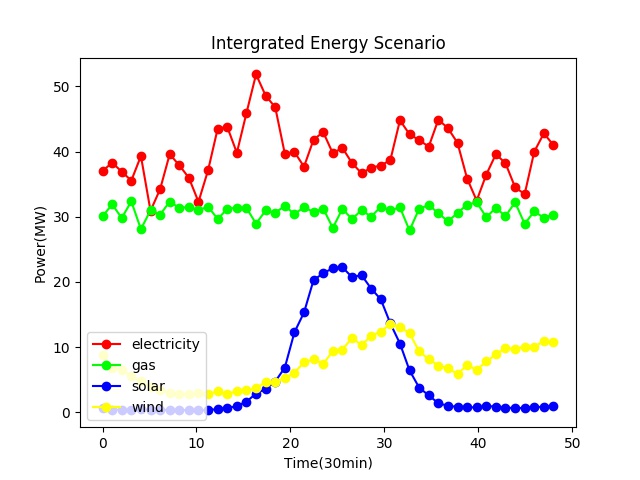 Intergrated Energy Scenario
Power(MW)
50
40
30
20
10
0
electricity
gas
solar
wind
0 10 20 30 40 50
Time(30min)